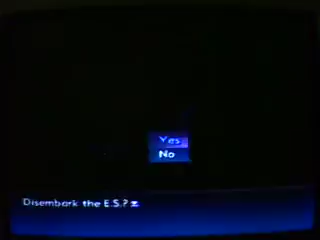 Yes
No
Disembark the E.S.?